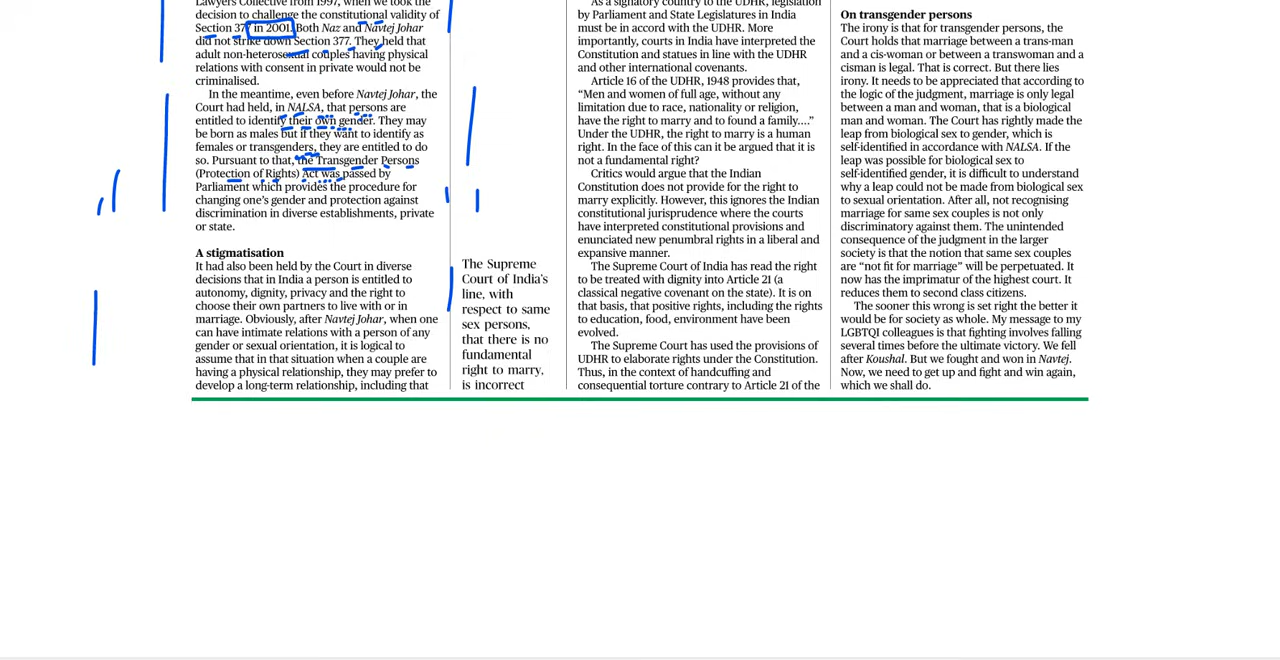 Lawyers Collective from 1997, when we took the
decision to challenge the constitutional validity of
Section 377 in 2001. Both Naz and Navtej Johar
did not strike down Section 377. They held that
adult non-heterosexual couples having physical
relations with consent in private would not be
criminalised.
In the meantime, even before Navtej Johar, the
Court had held, in NALSA, that persons are
entitled to identify their own gender. They may
be born as males but if they want to identify as
females or transgenders, they are entitled to do
so. Pursuant to that, the Transgender Persons
(Protection of Rights) Act was passed by
Parliament which provides the procedure for
changing one's gender and protection against
discrimination in diverse establishments, private
or state.
A stigmatisation
It had also been held by the Court in diverse
decisions that in India a person is entitled to
autonomy, dignity, privacy and the right to
choose their own partners to live with or in
marriage. Obviously, after Navtej Johar, when one
can have intimate relations with a person of any
gender or sexual orientation, it is logical to
assume that in that situation when a couple are
having a physical relationship, they may prefer to
develop a long-term relationship, including that
The Supreme
Court of India's
line, with
respect to same
sex persons,
that there is no
fundamental
right to marry,
is incorrect
As a signatory country to the UDHR, legislation
by Parliament and State Legislatures in India
must be in accord with the UDHR. More
importantly, courts in India have interpreted the
Constitution and statues in line with the UDHR
and other international covenants.
Article 16 of the UDHR, 1948 provides that,
“Men and women of full age, without any
limitation due to race, nationality or religion,
have the right to marry and to found a family....”
Under the UDHR, the right to marry is a human
right. In the face of this can it be argued that it is
not a fundamental right?
Critics would argue that the Indian
Constitution does not provide for the right to
marry explicitly. However, this ignores the Indian
constitutional jurisprudence where the courts
have interpreted constitutional provisions and
enunciated new penumbral rights in a liberal and
expansive manner.
The Supreme Court of India has read the right
to be treated with dignity into Article 21 (a
classical negative covenant on the state). It is on
that basis, that positive rights, including the rights
to education, food, environment have been
evolved.
The Supreme Court has used the provisions of
UDHR to elaborate rights under the Constitution.
Thus, in the context of handcuffing and
consequential torture contrary to Article 21 of the
On transgender persons
The irony is that for transgender persons, the
Court holds that marriage between a trans-man
and a cis-woman or between a transwoman and a
cisman is legal. That is correct. But there lies
irony. It needs to be appreciated that according to
the logic of the judgment, marriage is only legal
between a man and woman, that is a biological
man and woman. The Court has rightly made the
leap from biological sex to gender, which is
self-identified in accordance with NALSA. If the
leap was possible for biological sex to
self-identified gender, it is difficult to understand
why a leap could not be made from biological sex
to sexual orientation. After all, not recognising
marriage for same sex couples is not only
discriminatory against them. The unintended
consequence of the judgment in the larger
society is that the notion that same sex couples
are “not fit for marriage” will be perpetuated. It
now has the imprimatur of the highest court. It
reduces them to second class citizens.
The sooner this wrong is set right the better it
would be for society as whole. My message to my
LGBTQI colleagues is that fighting involves falling
several times before the ultimate victory. We fell
after Koushal. But we fought and won in Navtej.
Now, we need to get up and fight and win again,
which we shall do.